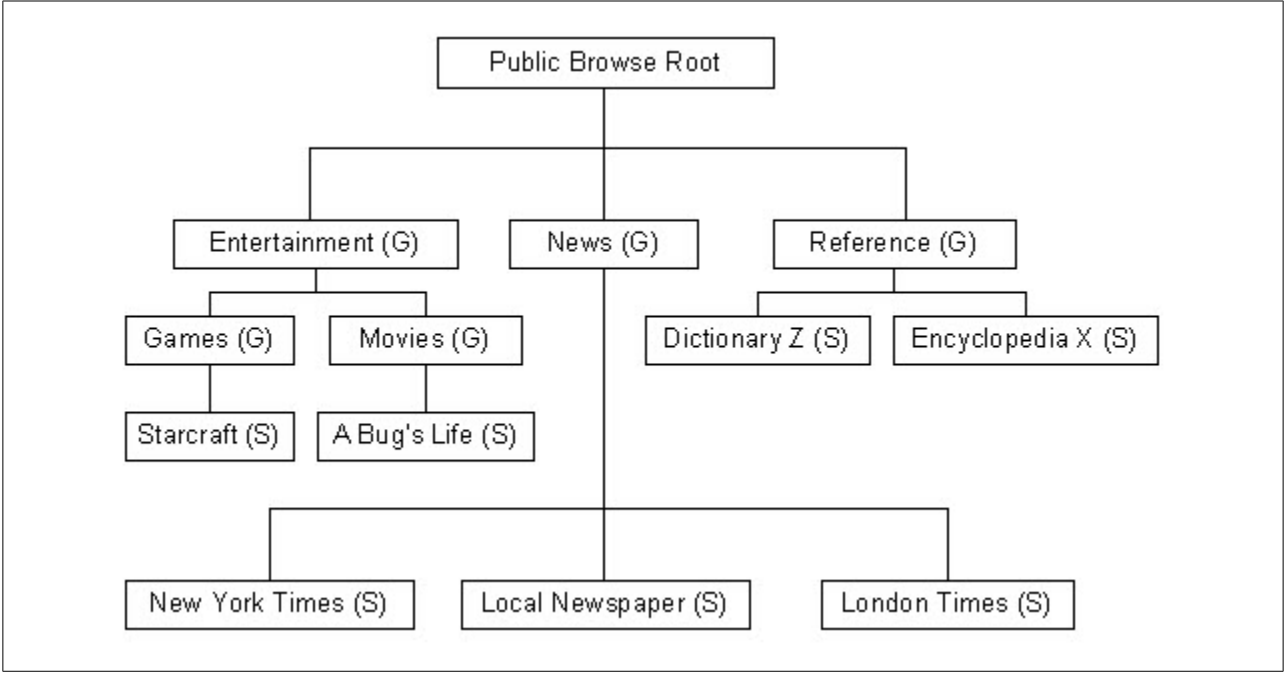 Public Browse Root
Entertainment (G)
News (G)
Reference (G)
Games (G)
Movies (G)
Dictionary Z (S)
Encyclopedia X (S)
Starcraft (S)
A Bug's Life (S)
New York Times (S)
Local Newspaper (S)
London Times (S)